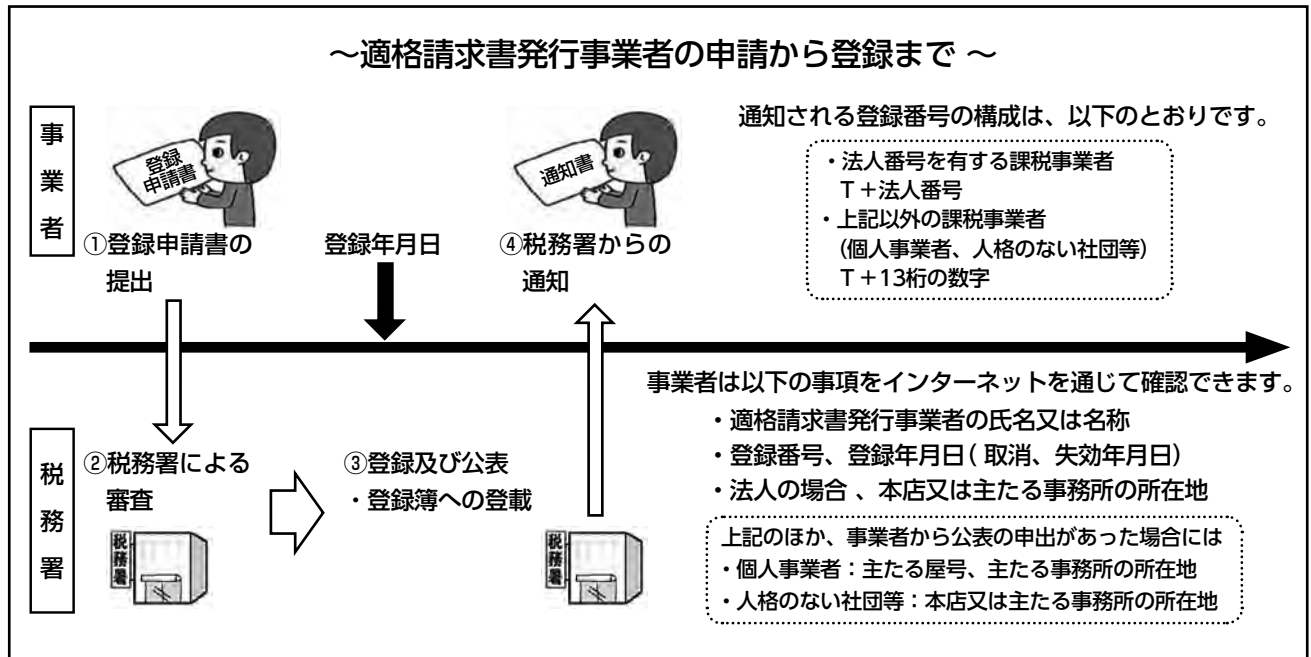 ～適格請求書発行事業者の申請から登録まで ～
事業者
登録
申請書
①登録申請書の
提出
登録年月日
通知書
④税務署からの
通知
通知される登録番号の構成は、以下のとおりです。
・法人番号を有する課税事業者
T＋法人番号
・上記以外の課税事業者
（個人事業者、人格のない社団等）
T＋13桁の数字
税務署
②税務署による
審査
税務署
③登録及び公表
・登録簿への登載
税務署
事業者は以下の事項をインターネットを通じて確認できます。
・適格請求書発行事業者の氏名又は名称
・登録番号、登録年月日( 取消、失効年月日)
・法人の場合 、本店又は主たる事務所の所在地
上記のほか、事業者から公表の申出があった場合には
・個人事業者：主たる屋号、主たる事務所の所在地
・人格のない社団等：本店又は主たる事務所の所在地